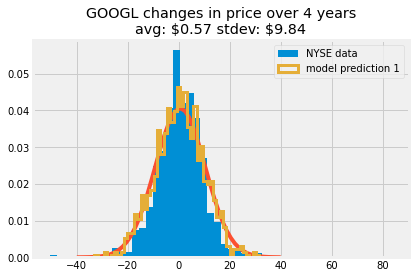 GOOGL changes in price over 4 years
avg: $0.57 stdev: $9.84
NYSE data
model prediction 1
0.05
0.04
0.03
0.02
0.01
0.00
−40 −20 0 20 40 60 80